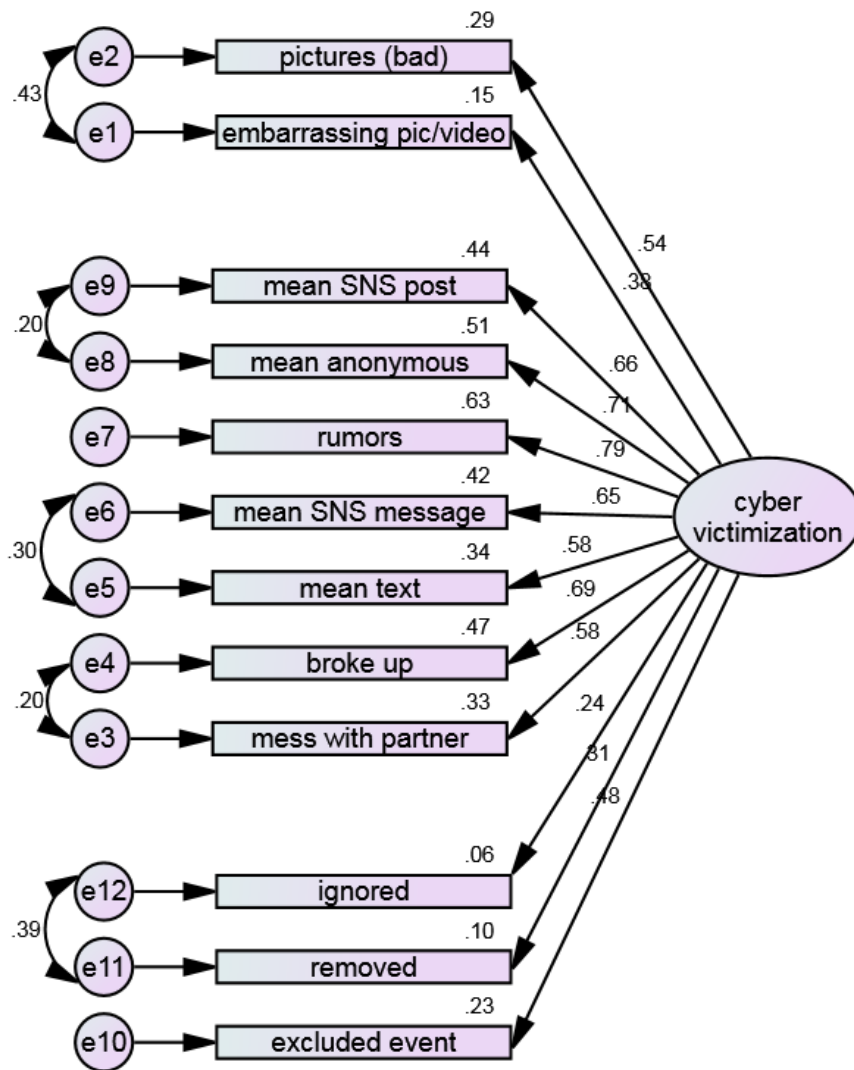 .29
e2
pictures (bad)
.43
.15
e1
embarrassing pic/video
.54
.38
.44
e9
mean SNS post
.20
.51
e8
mean anonymous
.66
.71
.63
e7
rumors
.79
.42
e6
mean SNS message
.65
cyber
victimization
.30
.34
e5
mean text
.58
.69
.47
e4
broke up
.58
.20
.33
e3
mess with partner
.24
.31
.48
.06
e12
ignored
.39
.10
e11
removed
.23
e10
excluded event